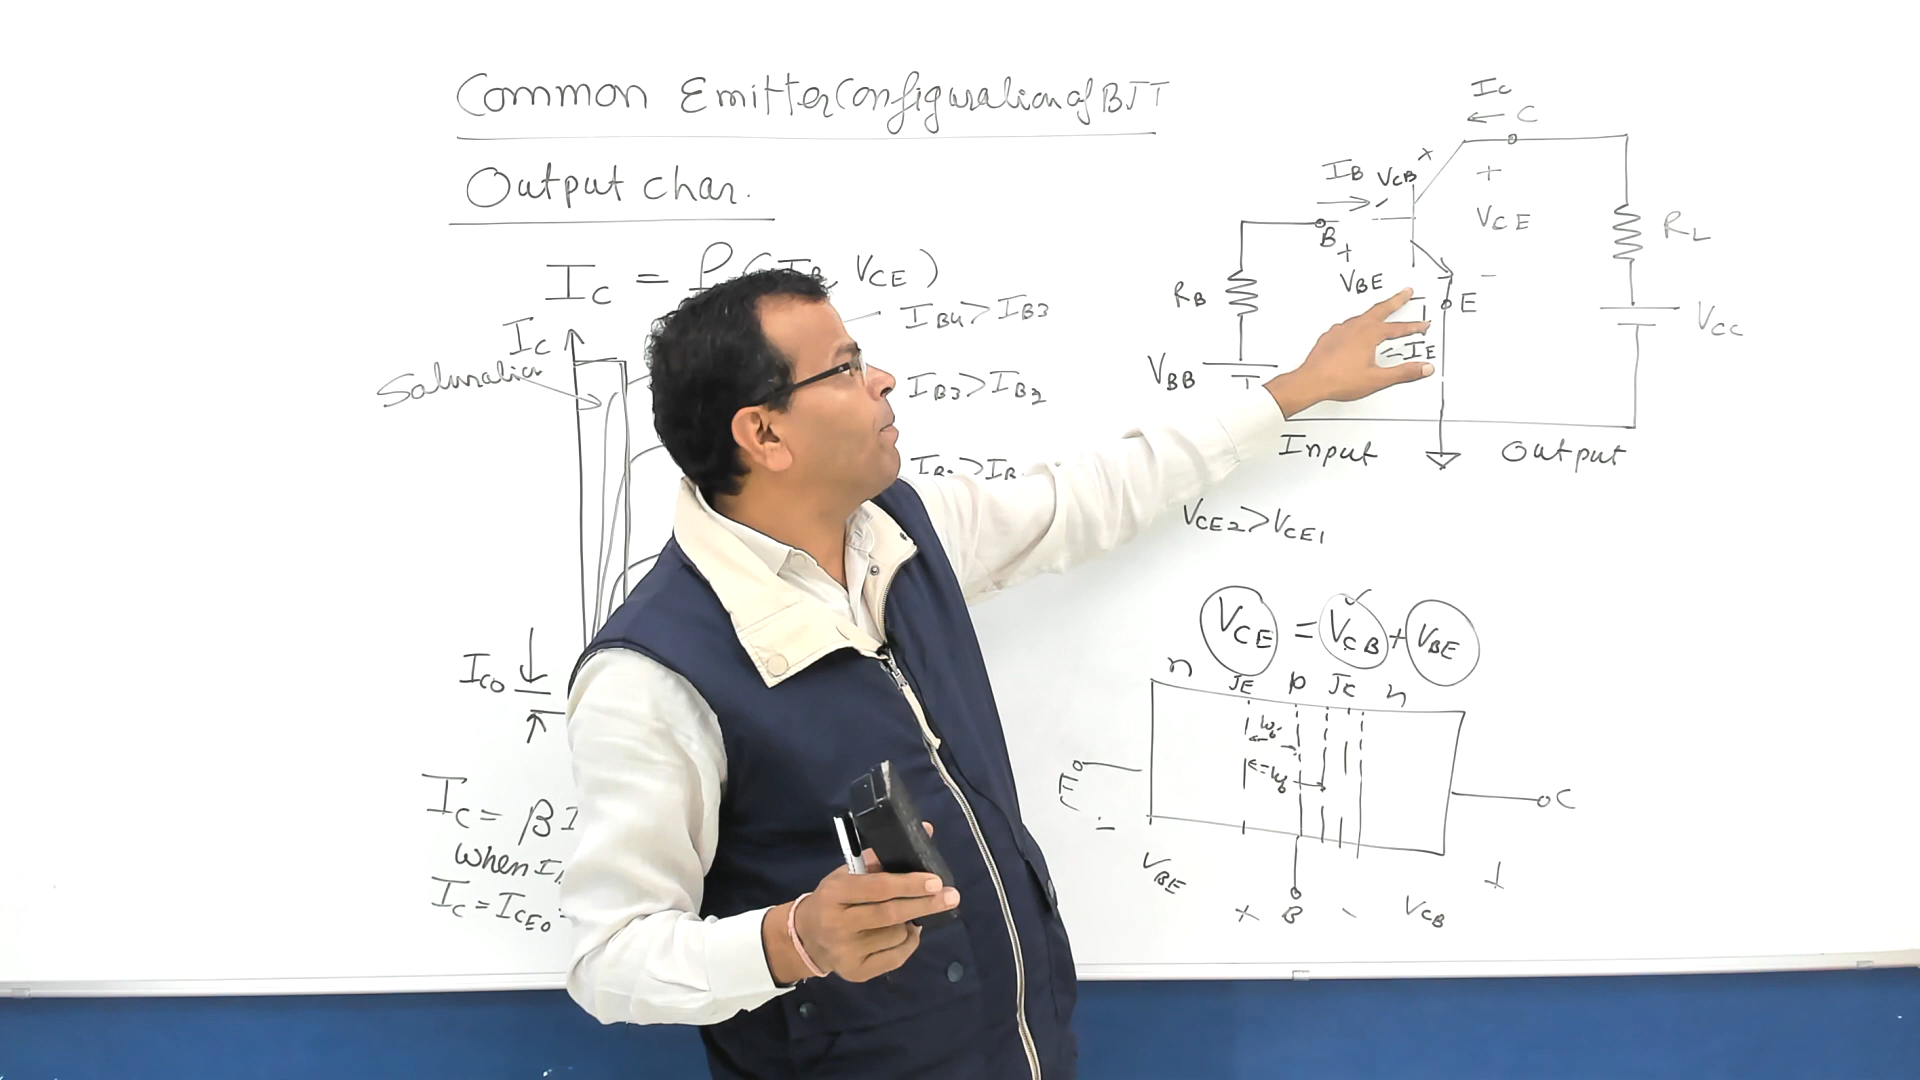 Common Emitter Configuration of BJT
Output char.
IC = f(IB VCE)
IC
Saturation
IB4>IB3
IB3>IB2
ICO
IC = β I
when I
IC = ICEO =
IC
C
IB
VCB
+
+
VCE
-
B
+
VBE
RB
VBB
E
IE
RL
VCC
Input
Output
VCE2>VCE1
VCE = VCB + VBE
n JE p JC n
E
C
-
+
VBE
+ B -
VCB